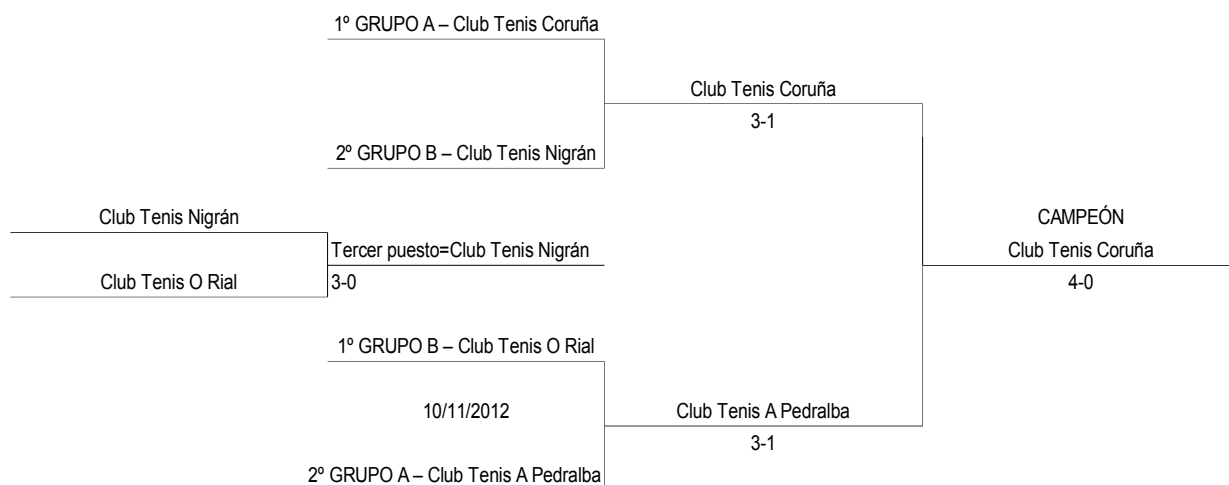 1º GRUPO A – Club Tenis Coruña
Club Tenis Coruña
3-1
2º GRUPO B – Club Tenis Nigrán
Club Tenis Nigrán
Tercer puesto=Club Tenis Nigrán
Club Tenis O Rial
3-0
CAMPEÓN
Club Tenis Coruña
4-0
1º GRUPO B – Club Tenis O Rial
10/11/2012
Club Tenis A Pedralba
3-1
2º GRUPO A – Club Tenis A Pedralba